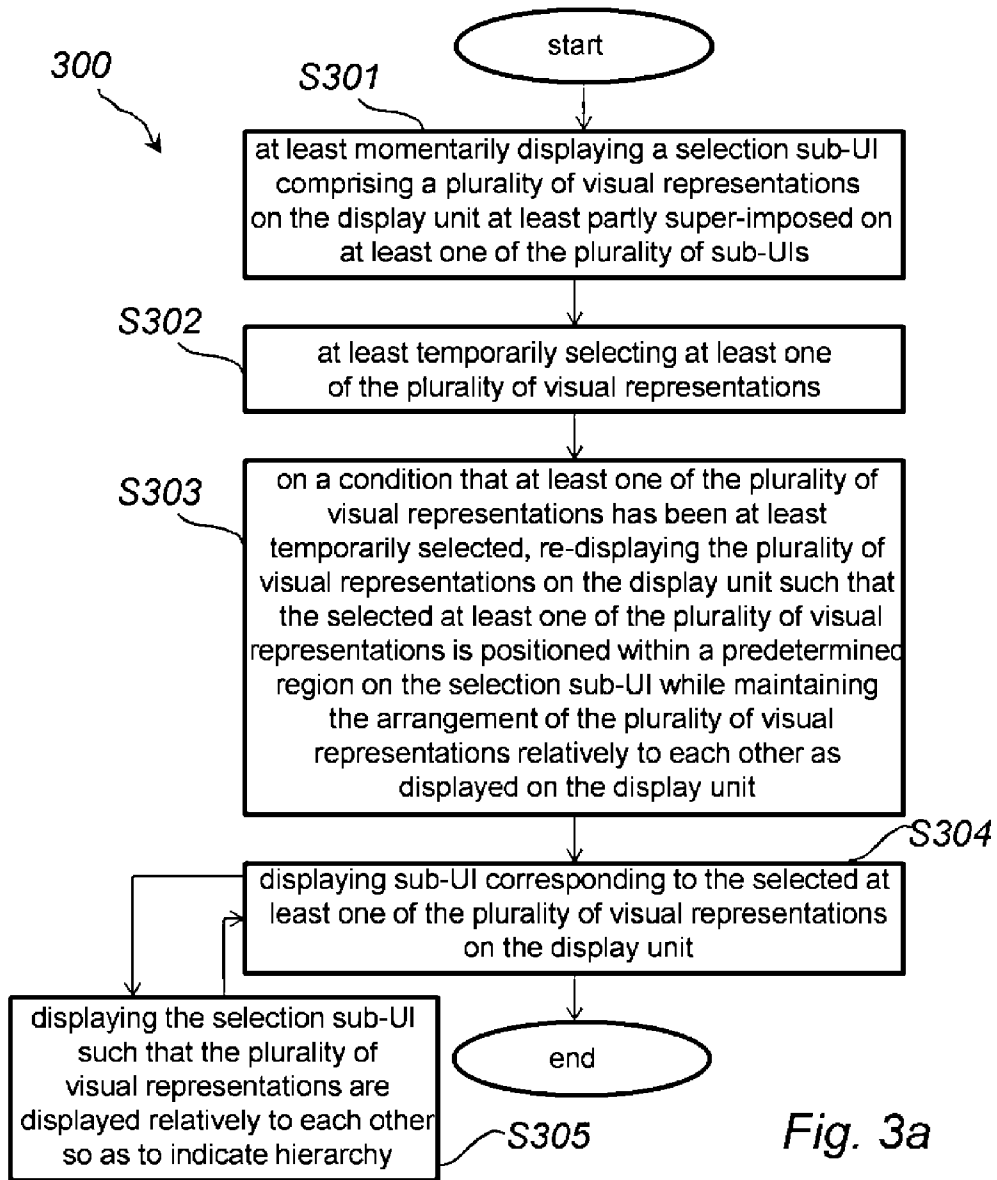 start
300
S301
at least momentarily displaying a selection sub-UI
comprising a plurality of visual representations
on the display unit at least partly super-imposed on
at least one of the plurality of sub-UIs
S302
at least temporarily selecting at least one
of the plurality of visual representations
S303
on a condition that at least one of the plurality of
visual representations has been at least
temporarily selected, re-displaying the plurality of
visual representations on the display unit such that
the selected at least one of the plurality of visual
representations is positioned within a predetermined
region on the selection sub-UI while maintaining
the arrangement of the plurality of visual
representations relatively to each other as
displayed on the display unit
S304
displaying sub-UI corresponding to the selected at
least one of the plurality of visual representations
on the display unit
displaying the selection sub-UI
such that the plurality of
visual representations are
displayed relatively to each other
so as to indicate hierarchy
S305
end
Fig. 3a